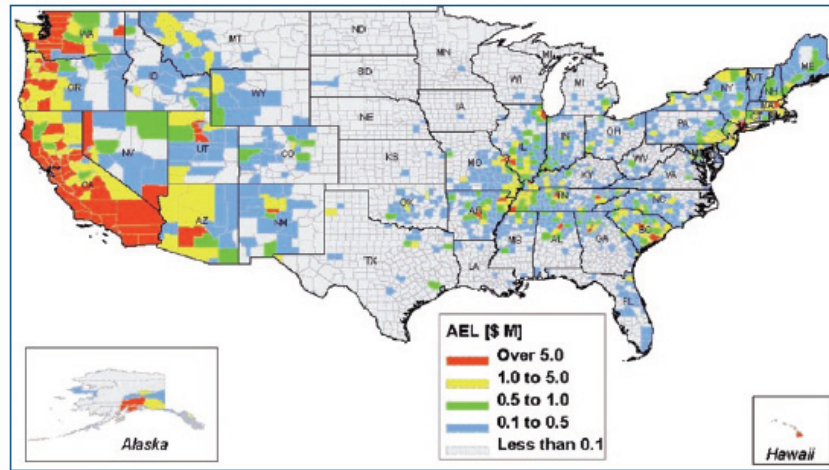 WA
MT
ND
MN
OR
ID
SD
WI
MI
WY
NE
IA
NY
VT
NH
ME
MA
CT
PA
NV
UT
CO
KS
MO
IL
IN
OH
WV
VA
KY
CA
AZ
NM
OK
AR
TN
NC
SC
TX
LA
MS
AL
GA
FL
AEL [$ M]
Over 5.0
1.0 to 5.0
0.5 to 1.0
0.1 to 0.5
Less than 0.1
Alaska
Hawaii